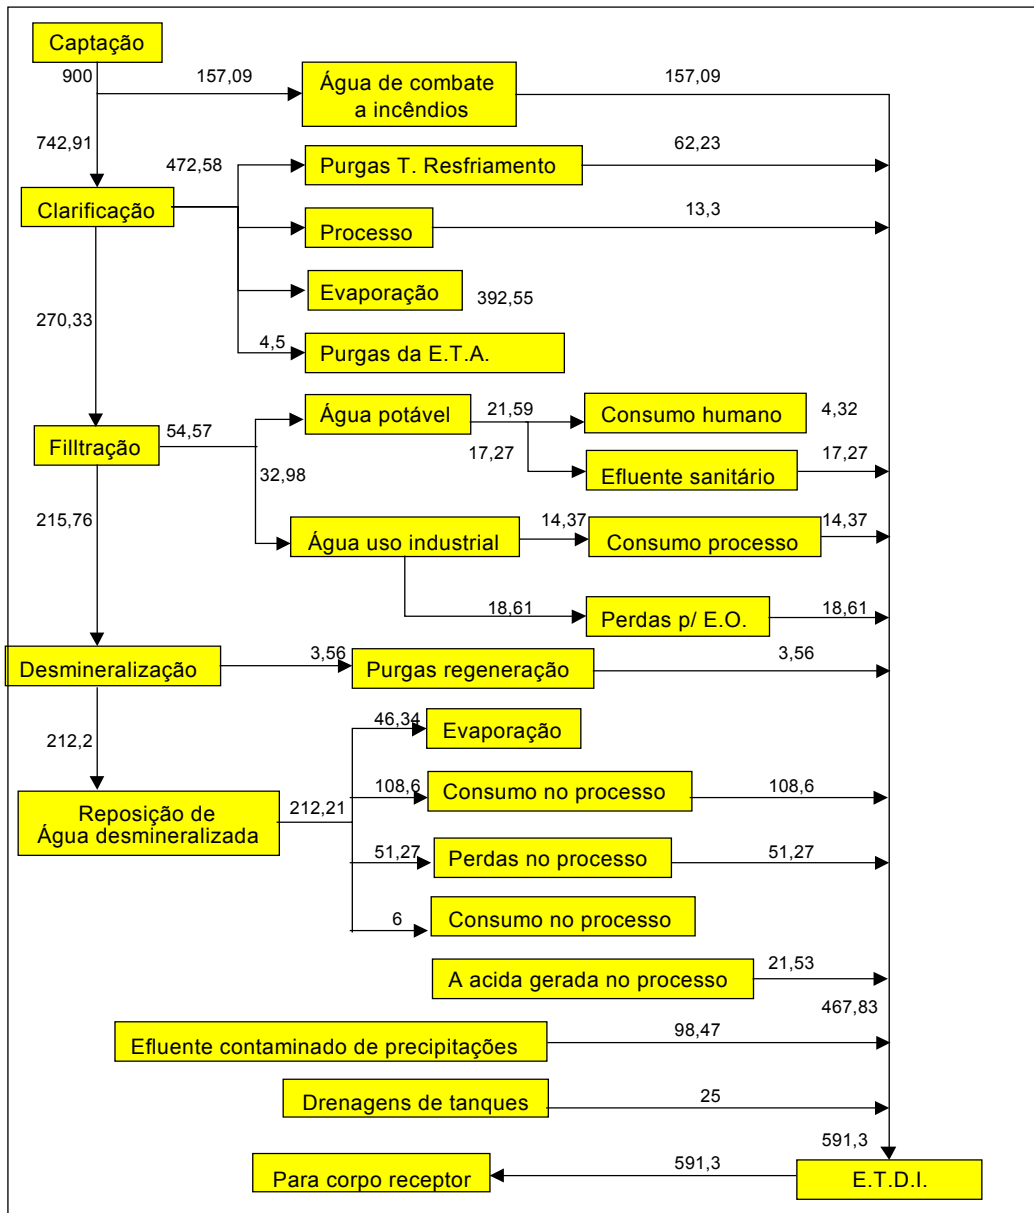 Captação
900
157,09
Água de combate
a incêndios
157,09
742,91
472,58
Purgas T. Resfriamento
62,23
Clarificação
Processo
13,3
Evaporação
392,55
270,33
4,5
Purgas da E.T.A.
Água potável
21,59
Consumo humano
4,32
Filltração
54,57
17,27
Efluente sanitário
17,27
32,98
215,76
Água uso industrial
14,37
Consumo processo
14,37
18,61
Perdas p/ E.O.
18,61
Desmineralização
3,56
Purgas regeneração
3,56
212,2
46,34
Evaporação
Reposição de
Água desmineralizada
212,21
108,6
Consumo no processo
108,6
51,27
Perdas no processo
51,27
6
Consumo no processo
A acida gerada no processo
21,53
467,83
Efluente contaminado de precipitações
98,47
Drenagens de tanques
25
591,3
Para corpo receptor
591,3
E.T.D.I.